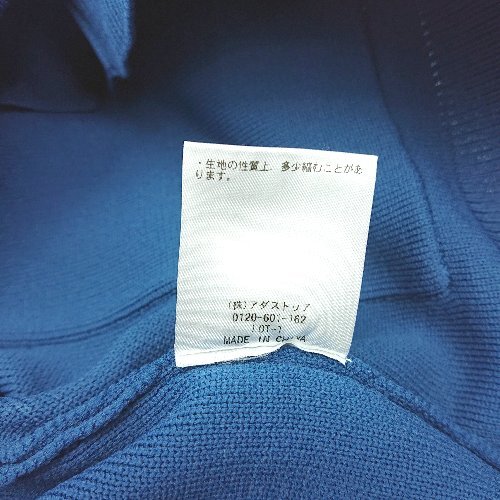 ・生地の性質上、多少縮むことがあ
ります。
(株)アダストリア
0120-601-162
LOT-1
MADE IN CHINA